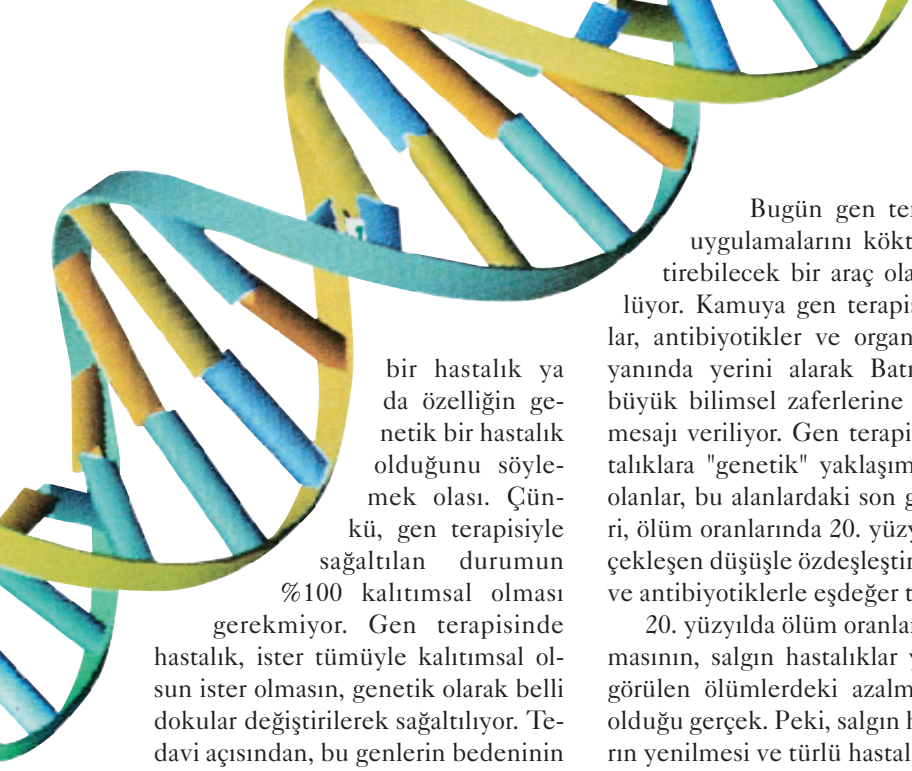 bir hastalık ya
da özelliğin ge-
netik bir hastalık
olduğunu söyle-
mek olası. Çün-
kü, gen terapisiyle
sağaltılan durumun
%100 kalıtımsal olması
gerekmiyor. Gen terapisinde
hastalık, ister tümüyle kalıtımsal ol-
sun ister olmasın, genetik olarak belli
dokular değiştirilerek sağaltılıyor. Te-
davi açısından, bu genlerin bedeninin
Bugün gen ter
uygulamalarını kökt
tirebilecek bir araç ola
lüyor. Kamuya gen terapis
lar, antibiyotikler ve organ
yanında yerini alarak Batı
büyük bilimsel zaferlerine
mesajı veriliyor. Gen terapi
talıklara "genetik" yaklaşım
olanlar, bu alanlardaki son g
ri, ölüm oranlarında 20. yüzy
çekleşen düşüşle özdeşleştir
ve antibiyotiklerle eşdeğer t
20. yüzyılda ölüm oranlar
masının, salgın hastalıklar y
görülen ölümlerdeki azalm
olduğu gerçek. Peki, salgın h
rın yenilmesi ve türlü hastal